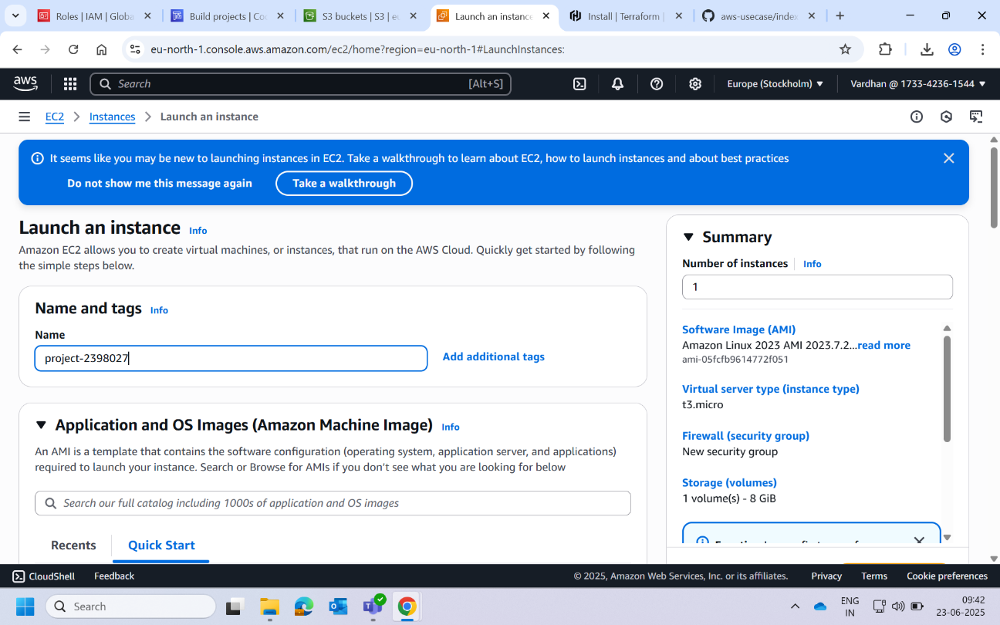 Roles | IAM | Globa
Build projects | Co
S3 buckets | S3 | eu
Launch an instance
Install | Terraform |
aws-usecase/index
eu-north-1.console.aws.amazon.com/ec2/home?region=eu-north-1#LaunchInstances:
aws
Search
[Alt+S]
Europe (Stockholm)
Vardhan @ 1733-4236-1544
EC2
Instances
Launch an instance
It seems like you may be new to launching instances in EC2. Take a walkthrough to learn about EC2, how to launch instances and about best practices
Do not show me this message again
Take a walkthrough
Launch an instance Info
Amazon EC2 allows you to create virtual machines, or instances, that run on the AWS Cloud. Quickly get started by following
the simple steps below.
Name and tags Info
Name
project-2398027
Add additional tags
Application and OS Images (Amazon Machine Image) Info
An AMI is a template that contains the software configuration (operating system, application server, and applications)
required to launch your instance. Search or Browse for AMIs if you don’t see what you are looking for below
Search our full catalog including 1000s of application and OS images
Recents
Quick Start
Summary
Number of instances Info
1
Software Image (AMI)
Amazon Linux 2023 AMI 2023.7.2...read more
ami-05fcfb9614772f051
Virtual server type (instance type)
t3.micro
Firewall (security group)
New security group
Storage (volumes)
1 volume(s) - 8 GiB
CloudShell
Feedback
© 2025, Amazon Web Services, Inc. or its affiliates.
Privacy
Terms
Cookie preferences
Search
ENG
IN
09:42
23-06-2025